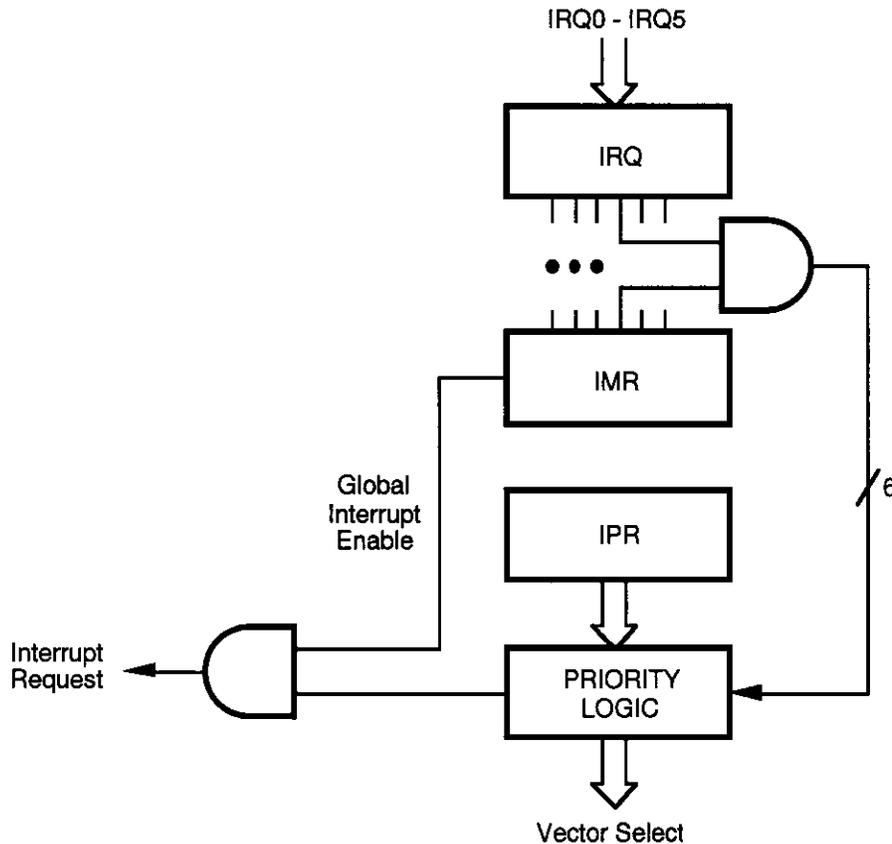 IRQ0 - IRQ5
IRQ
IMR
6
Global
Interrupt
Enable
IPR
Interrupt
Request
PRIORITY
LOGIC
Vector Select